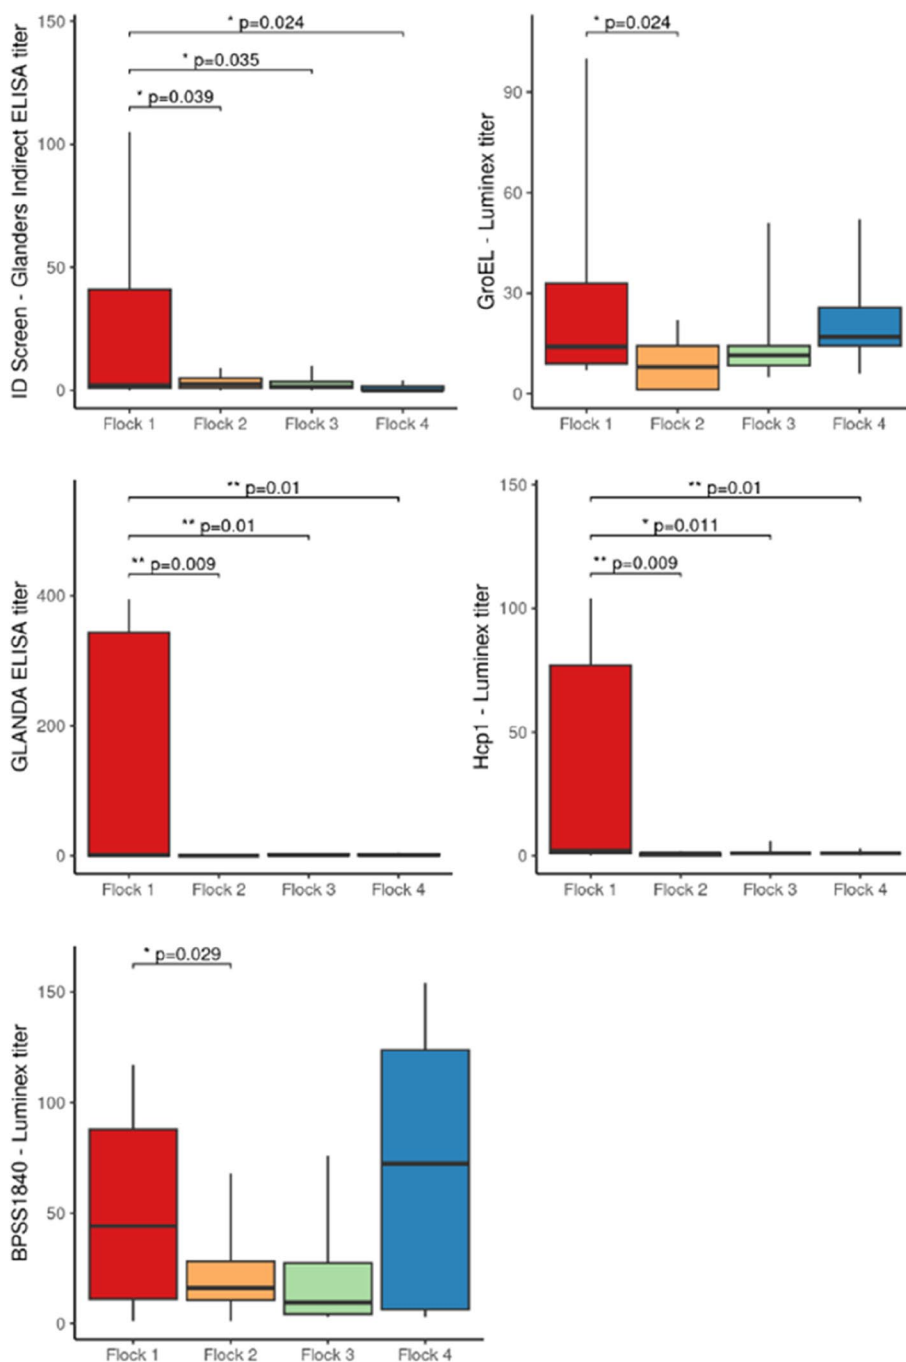 ID Screen - Glanders Indirect ELISA titer
150
100
50
0
* p=0.024
* p=0.035
* p=0.039
Flock 1 Flock 2 Flock 3 Flock 4
GroEL - Luminex titer
90
60
30
0
* p=0.024
Flock 1 Flock 2 Flock 3 Flock 4
GLANDA ELISA titer
400
200
0
** p=0.01
** p=0.01
** p=0.009
Flock 1 Flock 2 Flock 3 Flock 4
Hcp1 - Luminex titer
150
100
50
0
** p=0.01
* p=0.011
** p=0.009
Flock 1 Flock 2 Flock 3 Flock 4
BPSS1840 - Luminex titer
150
100
50
0
* p=0.029
Flock 1 Flock 2 Flock 3 Flock 4